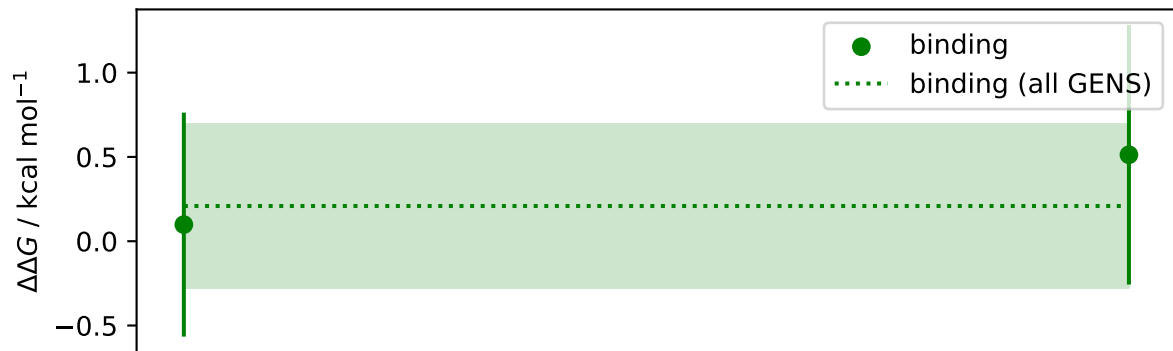 binding
binding (all GENS)
1.0
0.5
0.0
−0.5
ΔΔG / kcal mol⁻¹